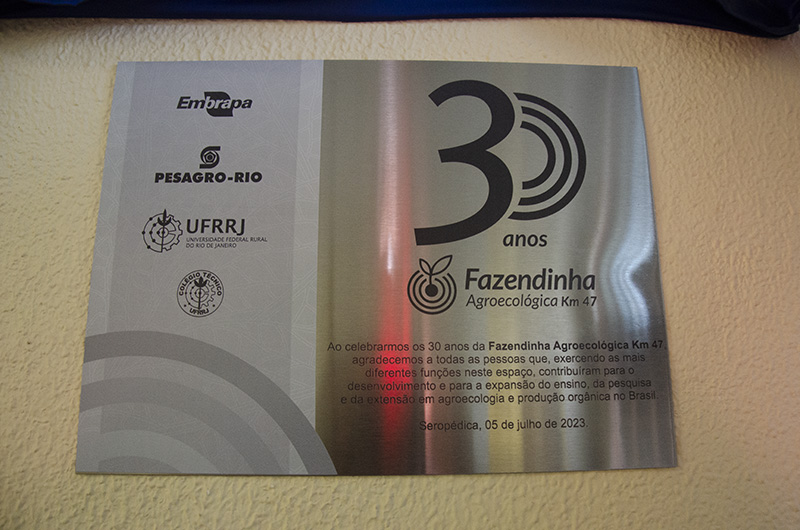 Embrapa
PESAGRO-RIO
UFRRJ
UNIVERSIDADE FEDERAL RURAL
DO RIO DE JANEIRO
COLÉGIO TÉCNICO
UFRRJ
30
anos
Fazendinha
Agroecológica Km 47
Ao celebrarmos os 30 anos da Fazendinha Agroecológica Km 47,
agradecemos a todas as pessoas que, exercendo as mais
diferentes funções neste espaço, contribuíram para o
desenvolvimento e para a expansão do ensino, da pesquisa
e da extensão em agroecologia e produção orgânica no Brasil.
Seropédica, 05 de julho de 2023.